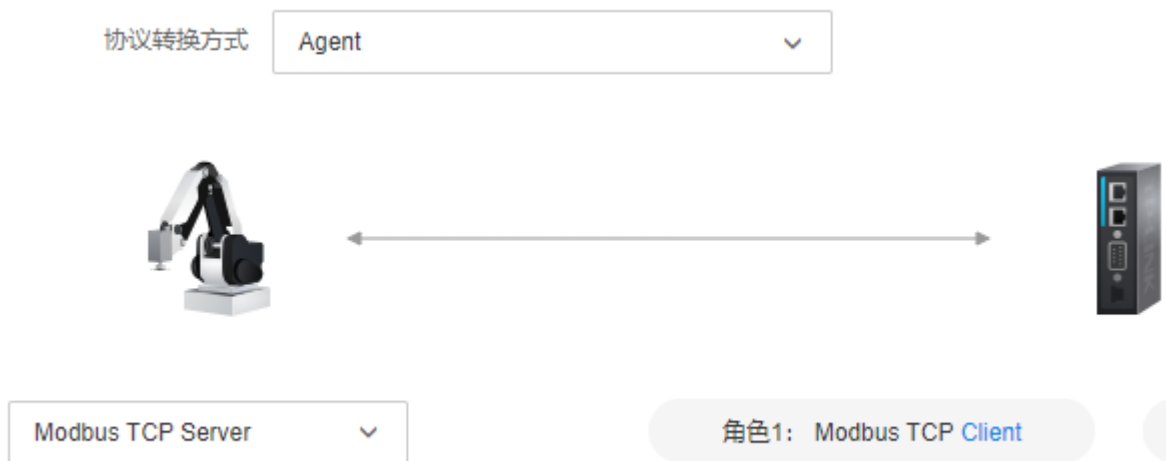 协议转换方式
Agent
Modbus TCP Server
角色1: Modbus TCP Client